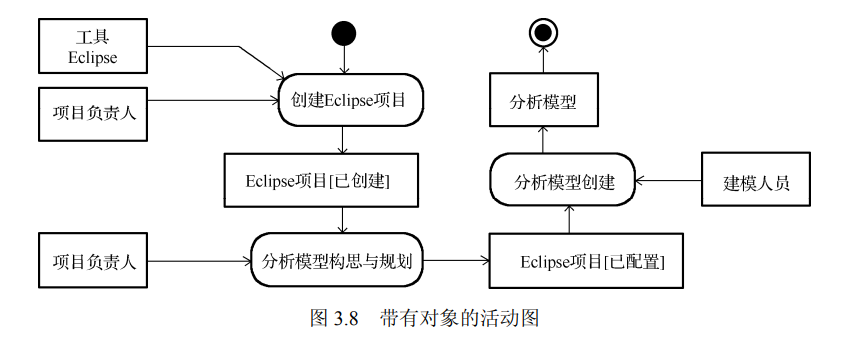 工具
Eclipse
创建Eclipse项目
项目负责人
分析模型
Eclipse项目[已创建]
分析模型创建
建模人员
项目负责人
分析模型构思与规划
Eclipse项目[已配置]
图 3.8 带有对象的活动图